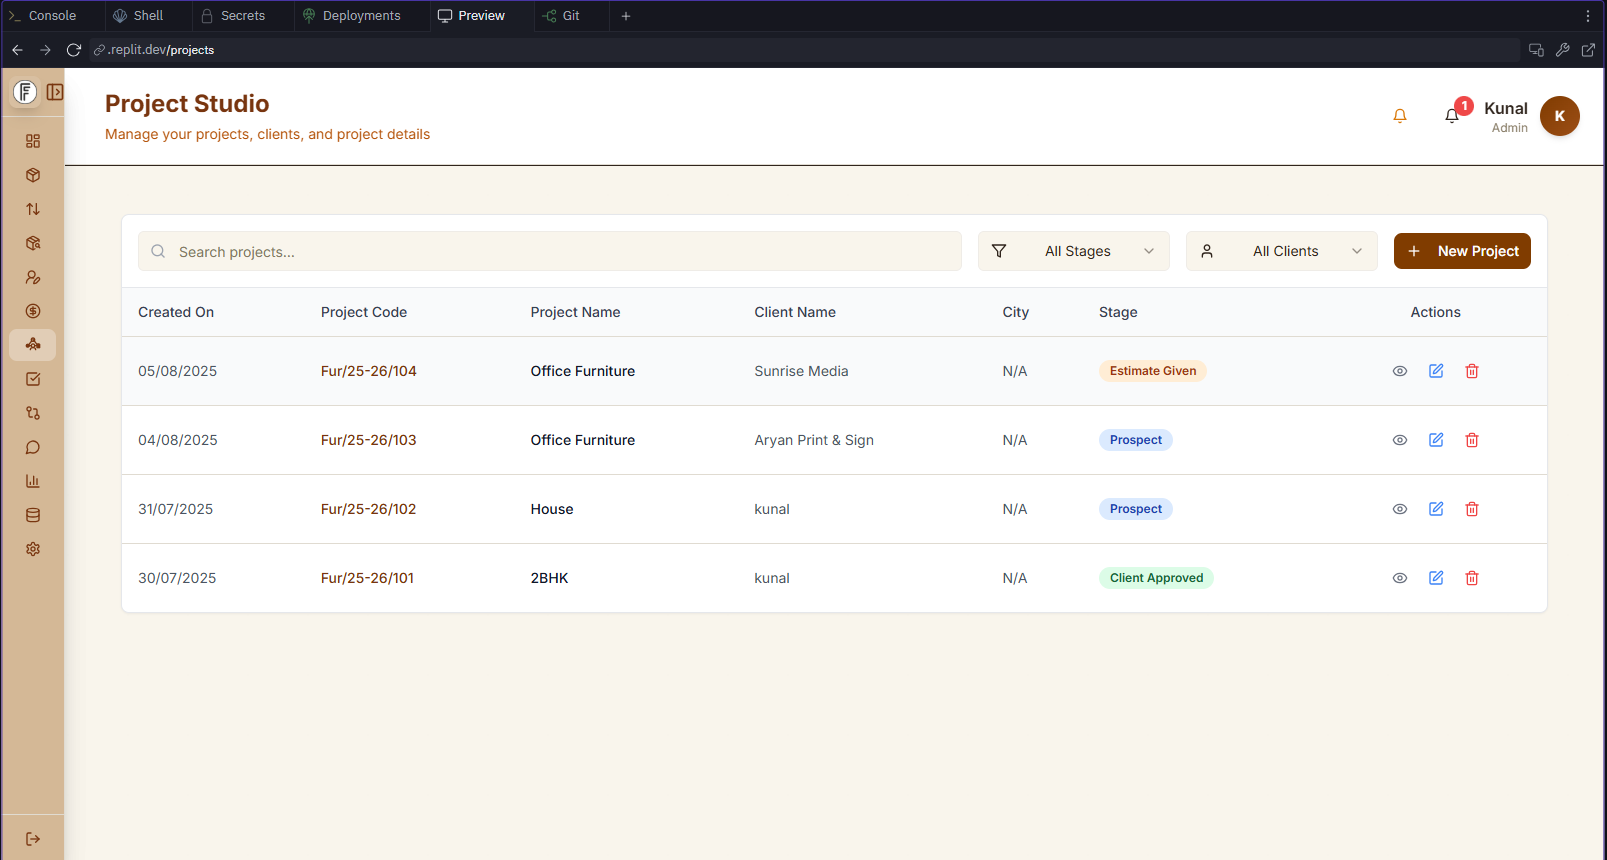 Console Shell Secrets Deployments Preview Git
.replit.dev/projects
Project Studio
Manage your projects, clients, and project details
1
Kunal
Admin
K
Search projects... All Stages All Clients + New Project
Created On Project Code Project Name Client Name City Stage Actions
05/08/2025 Fur/25-26/104 Office Furniture Sunrise Media N/A Estimate Given
04/08/2025 Fur/25-26/103 Office Furniture Aryan Print & Sign N/A Prospect
31/07/2025 Fur/25-26/102 House kunal N/A Prospect
30/07/2025 Fur/25-26/101 2BHK kunal N/A Client Approved